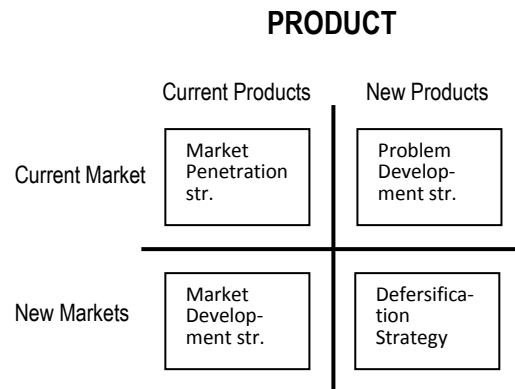 PRODUCT
Current Products
New Products
Current Market
Market
Penetration
str.
Problem
Develop-
ment str.
New Markets
Market
Develop-
ment str.
Defersifica-
tion
Strategy